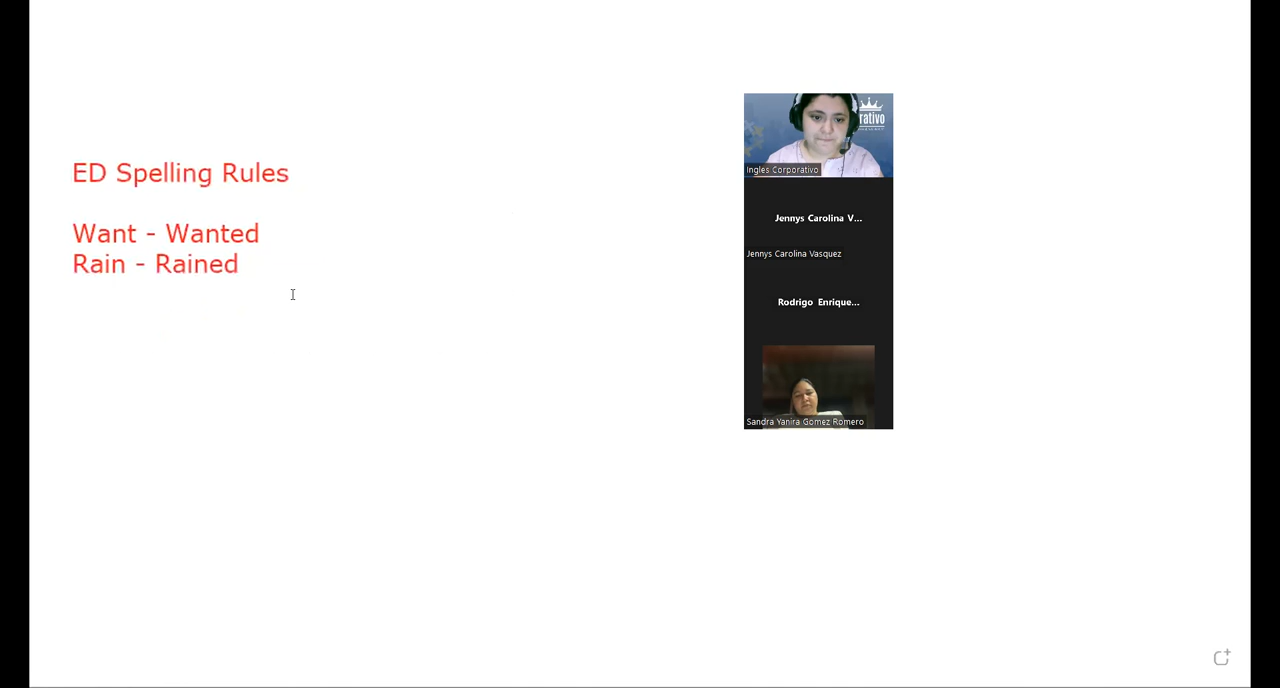 ED Spelling Rules
Want - Wanted
Rain - Rained
rativo
Ingles Corporativo
Jennys Carolina V...
Jennys Carolina Vasquez
Rodrigo Enrique...
Sandra Yanira Gomez Romero